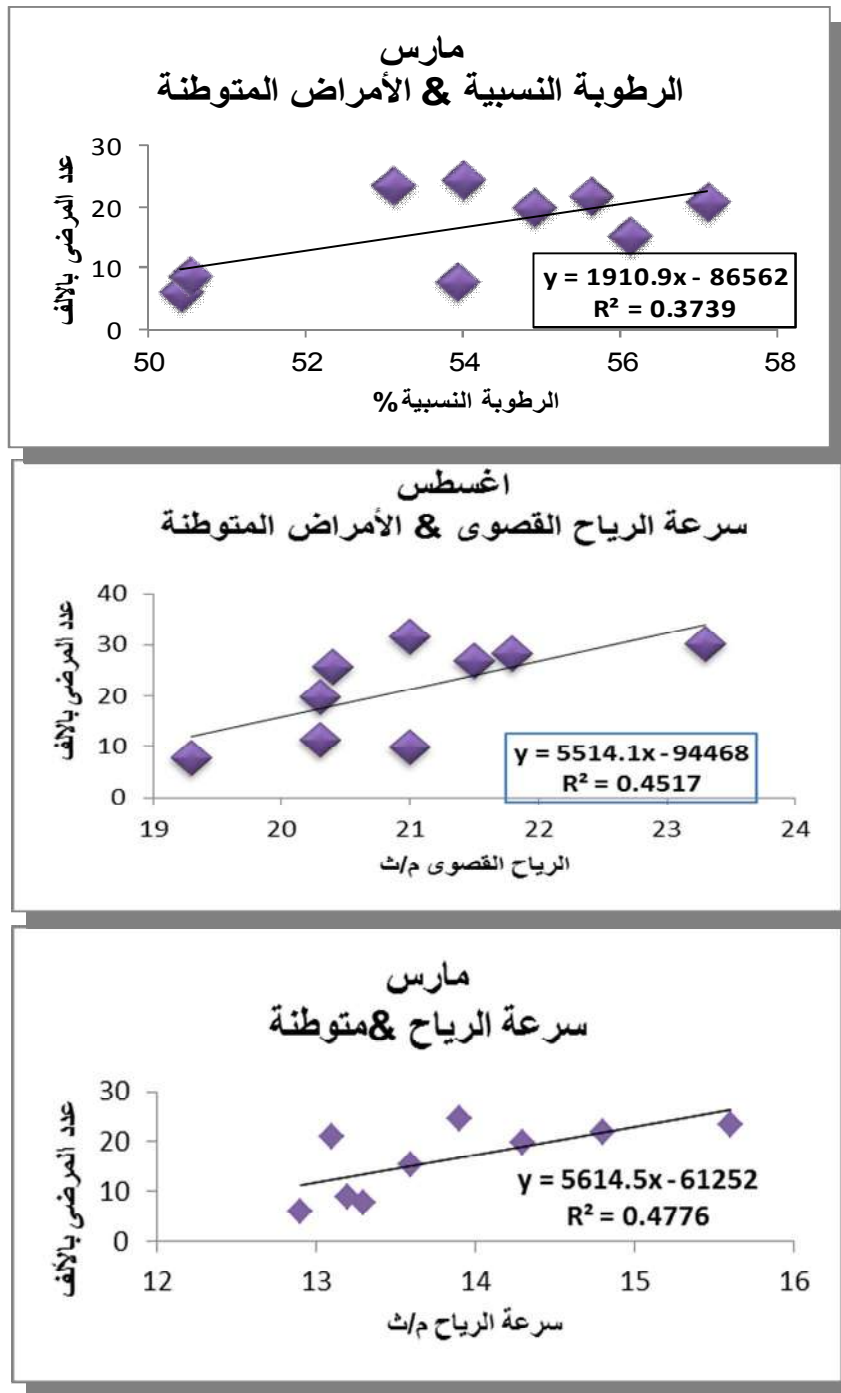 مارس
الرطوبة النسبية & الأمراض المتوطنة
عدد المرضى بالالف
30
20
10
0
y = 1910.9x - 86562
R² = 0.3739
50 52 54 56 58
الرطوبة النسبية %
اغسطس
سرعة الرياح القصوى & الأمراض المتوطنة
عدد المرضى بالالف
40
30
20
10
0
y = 5514.1x - 94468
R² = 0.4517
19 20 21 22 23 24
الرياح القصوى م/ث
مارس
سرعة الرياح &متوطنة
عدد المرضى بالألف
30
20
10
0
y = 5614.5x - 61252
R² = 0.4776
12 13 14 15 16
سرعة الرياح م/ث